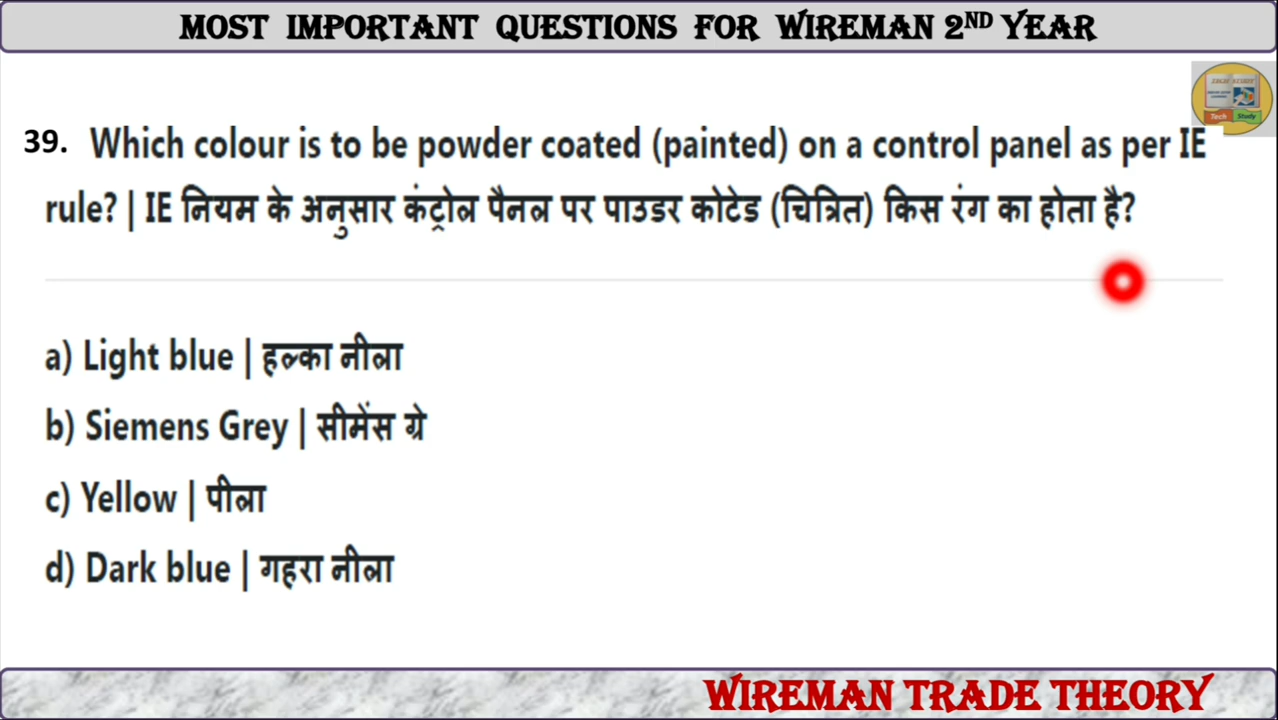 MOST IMPORTANT QUESTIONS FOR WIREMAN 2ND YEAR
Tech Study
39. Which colour is to be powder coated (painted) on a control panel as per IE
rule? | IE नियम के अनुसार कंट्रोल पैनल पर पाउडर कोटेड (चित्रित) किस रंग का होता है?
a) Light blue | हल्का नीला
b) Siemens Grey | सीमेंस ग्रे
c) Yellow | पीला
d) Dark blue | गहरा नीला
WIREMAN TRADE THEORY